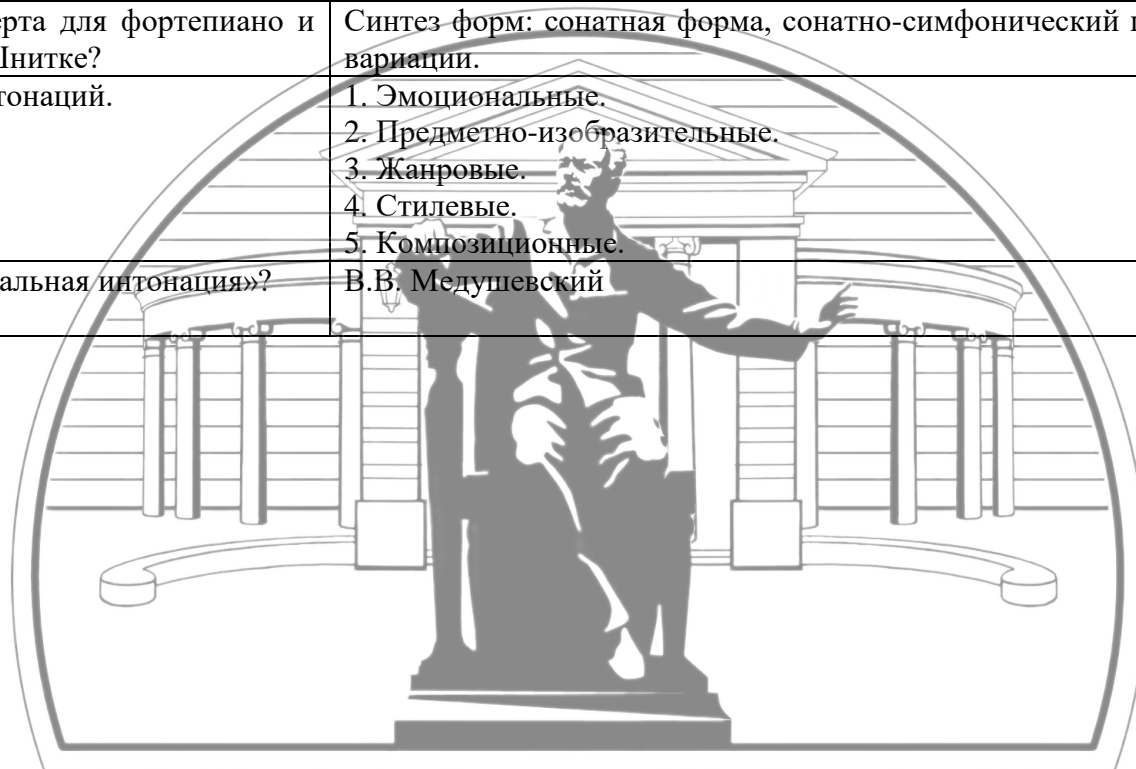 ерта для фортепиано и
Шнитке?
Синтез форм: сонатная форма, сонатно-симфонический
вариации.
тонаций.
1. Эмоциональные.
2. Предметно-изобразительные.
3. Жанровые.
4. Стилевые.
5. Композиционные.
альная интонация»?
В.В. Медушевский